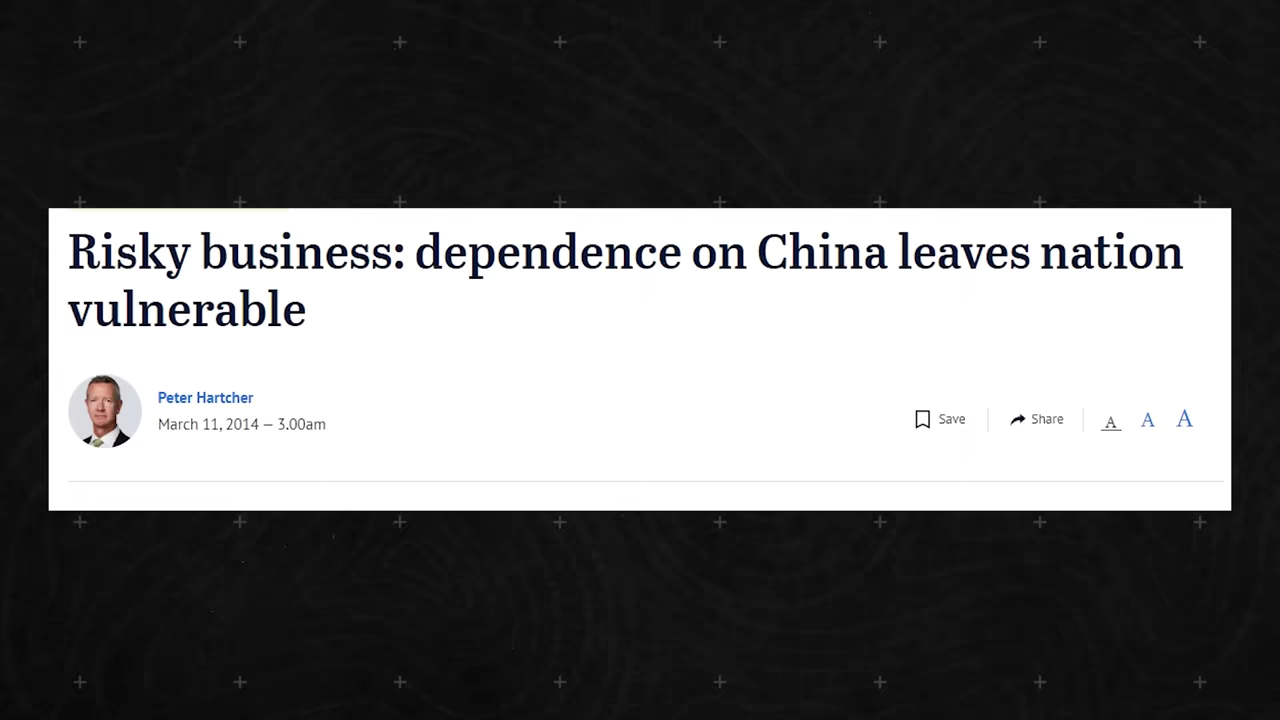 Risky business: dependence on China leaves nation
vulnerable
Peter Hartcher
March 11, 2014 — 3.00am
Save
Share
A A A